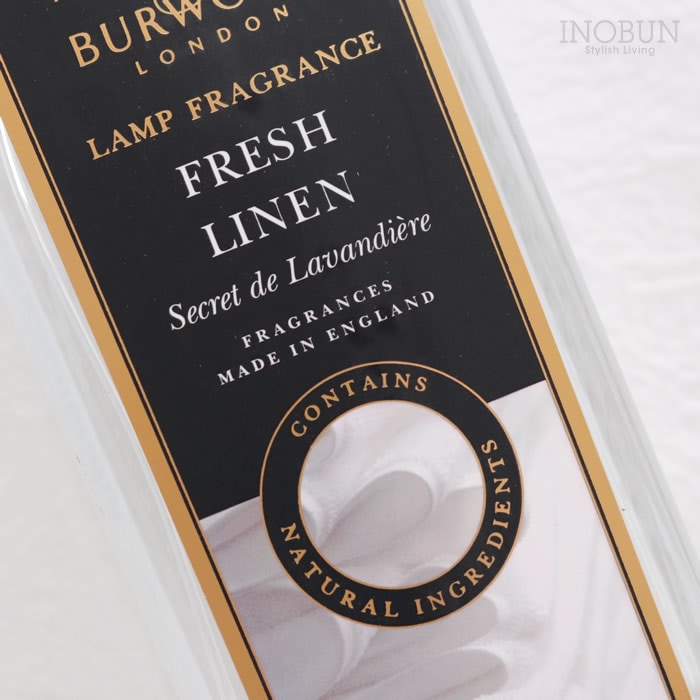 INOBUN
Stylish Living
LONDON
LAMP FRAGRANCE
FRESH
LINEN
Secret de Lavandière
FRAGRANCES
MADE IN ENGLAND
CONTAINS
NATURAL INGREDIENTS